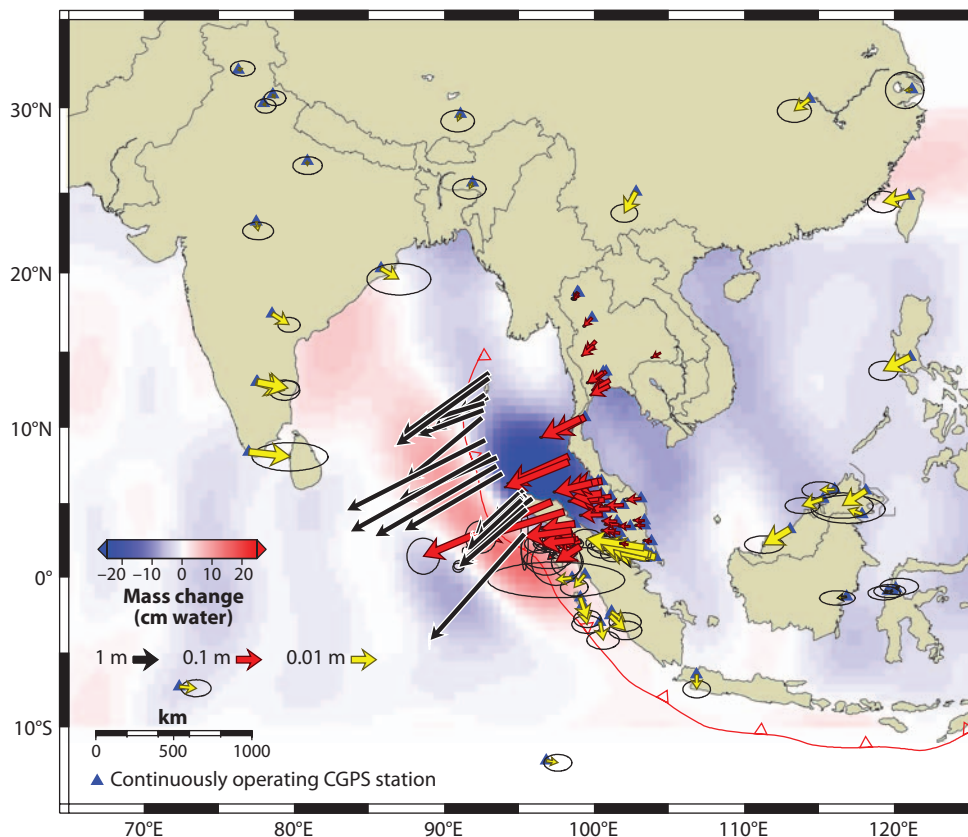 30°N
20°N
10°N
0°
10°S
−20 −10 0 10 20
Mass change
(cm water)
1 m 0.1 m 0.01 m
km
0 500 1000
Continuously operating CGPS station
70°E 80°E 90°E 100°E 110°E 120°E